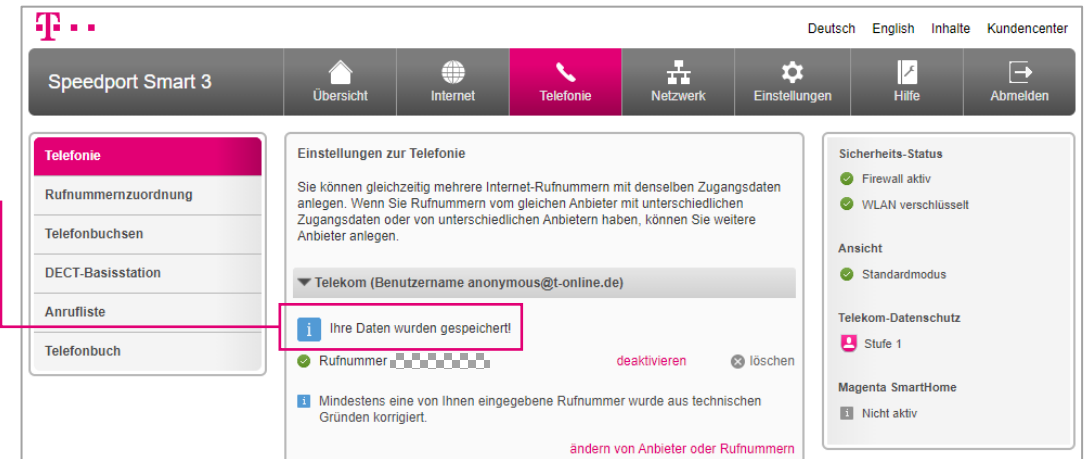 T
Deutsch English Inhalte Kundencenter
Speedport Smart 3
Übersicht Internet Telefonie Netzwerk Einstellungen Hilfe Abmelden
Telefonie
Rufnummernzuordnung
Telefonbuchsen
DECT-Basisstation
Anrufliste
Telefonbuch
Einstellungen zur Telefonie
Sie können gleichzeitig mehrere Internet-Rufnummern mit denselben Zugangsdaten
anlegen. Wenn Sie Rufnummern vom gleichen Anbieter mit unterschiedlichen
Zugangsdaten oder von unterschiedlichen Anbietern haben, können Sie weitere
Anbieter anlegen.
Telekom (Benutzername anonymous@t-online.de)
i Ihre Daten wurden gespeichert!
Rufnummer deaktivieren löschen
i Mindestens eine von Ihnen eingegebene Rufnummer wurde aus technischen
Gründen korrigiert.
ändern von Anbieter oder Rufnummern
Sicherheits-Status
Firewall aktiv
WLAN verschlüsselt
Ansicht
Standardmodus
Telekom-Datenschutz
Stufe 1
Magenta SmartHome
i Nicht aktiv